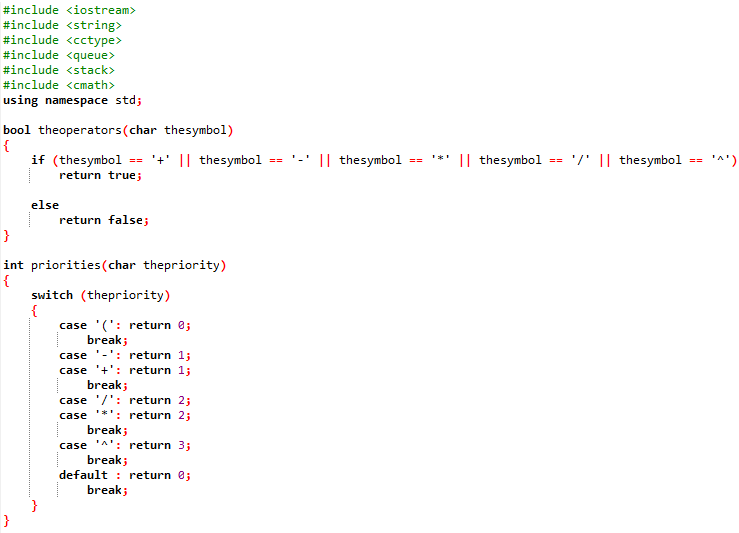 #include <iostream>
#include <string>
#include <cctype>
#include <queue>
#include <stack>
#include <cmath>
using namespace std;

bool theoperators(char thesymbol)
{
    if (thesymbol == '+' || thesymbol == '-' || thesymbol == '*' || thesymbol == '/' || thesymbol == '^')
        return true;

    else
        return false;
}

int priorities(char thepriority)
{
    switch (thepriority)
    {
        case '(': return 0;
            break;
        case '-': return 1;
        case '+': return 1;
            break;
        case '/': return 2;
        case '*': return 2;
            break;
        case '^': return 3;
            break;
        default : return 0;
            break;
    }
}